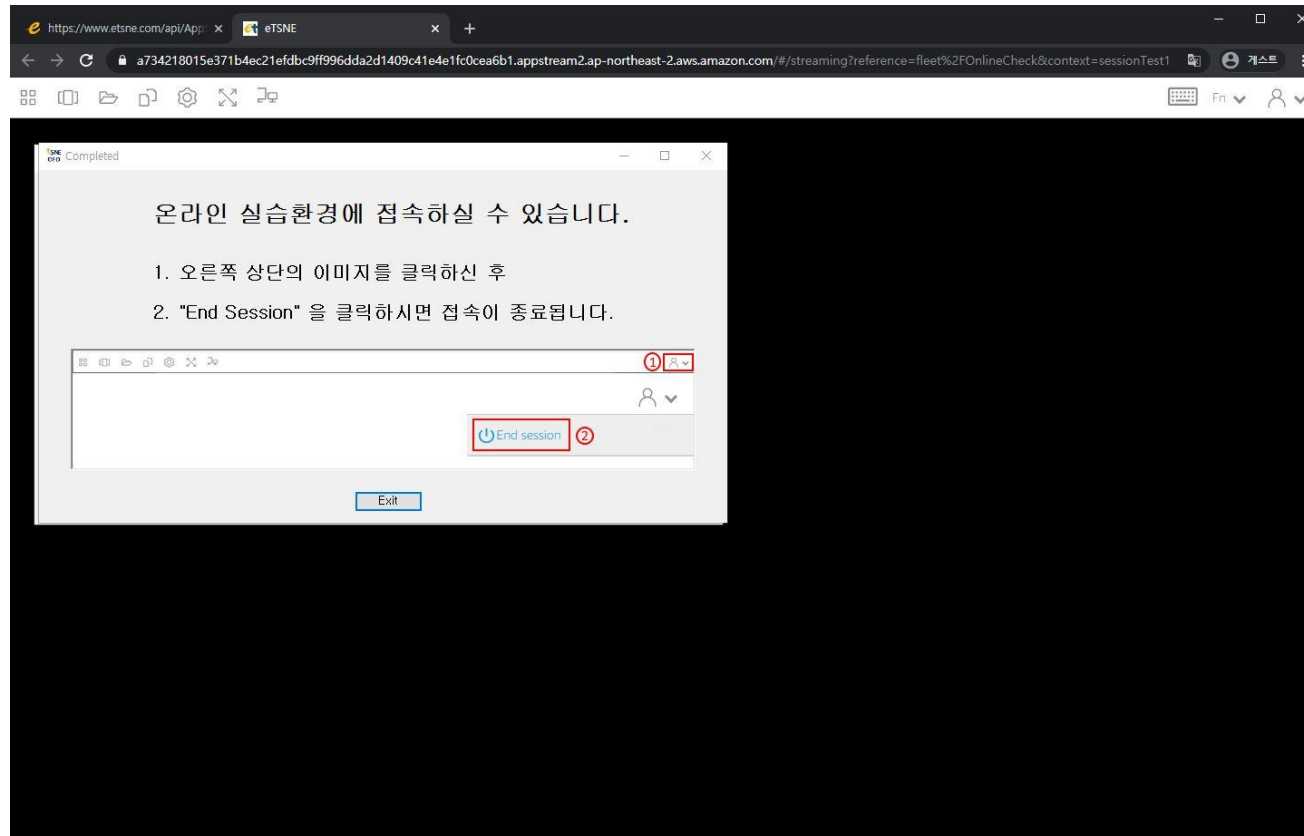 https://www.etsne.com/api/App
eTSNE
a734218015e371b4ec21efdbc9ff996dda2d1409c41e4e1fc0cea6b1.appstream2.ap-northeast-2.aws.amazon.com/#/streaming?reference=fleet%2FOnlineCheck&context=sessionTest1
게스트
Fn
TSNE CFD Completed
온라인 실습환경에 접속하실 수 있습니다.
1. 오른쪽 상단의 이미지를 클릭하신 후
2. "End Session" 을 클릭하시면 접속이 종료됩니다.
①
End session ②
Exit